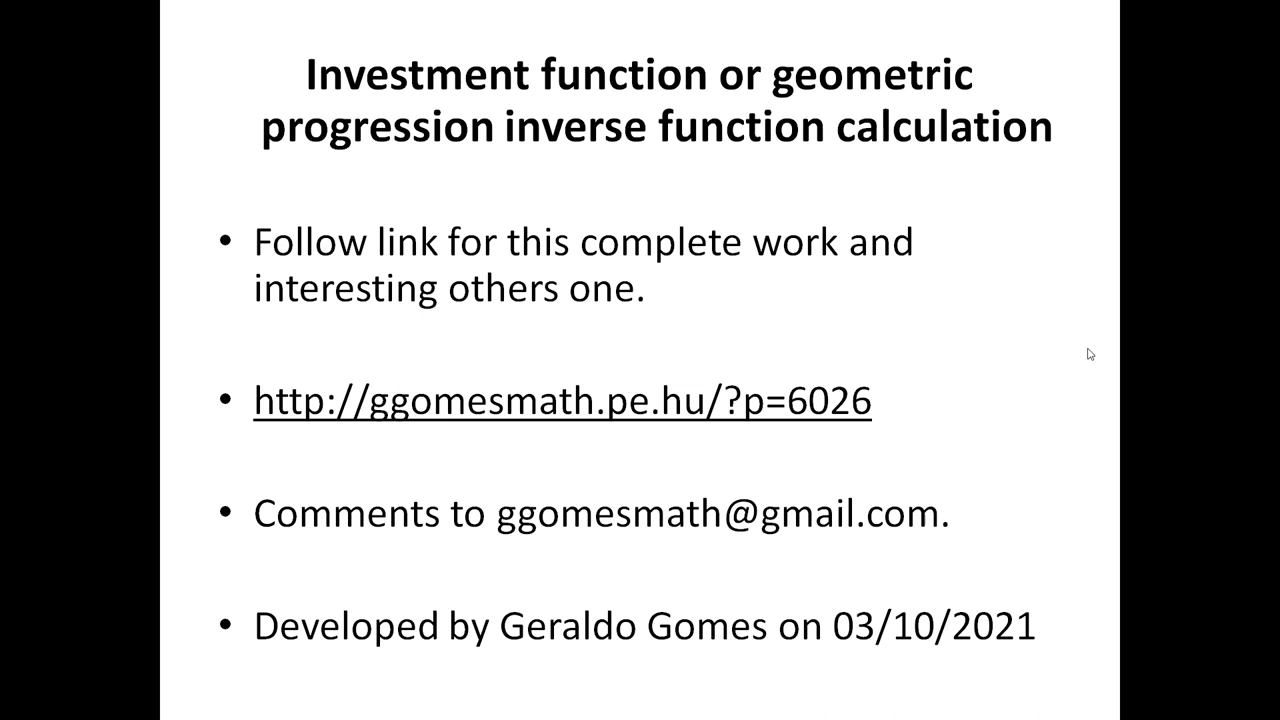 Investment function or geometric
progression inverse function calculation
• Follow link for this complete work and
interesting others one.
• http://ggomesmath.pe.hu/?p=6026
• Comments to ggomesmath@gmail.com.
• Developed by Geraldo Gomes on 03/10/2021